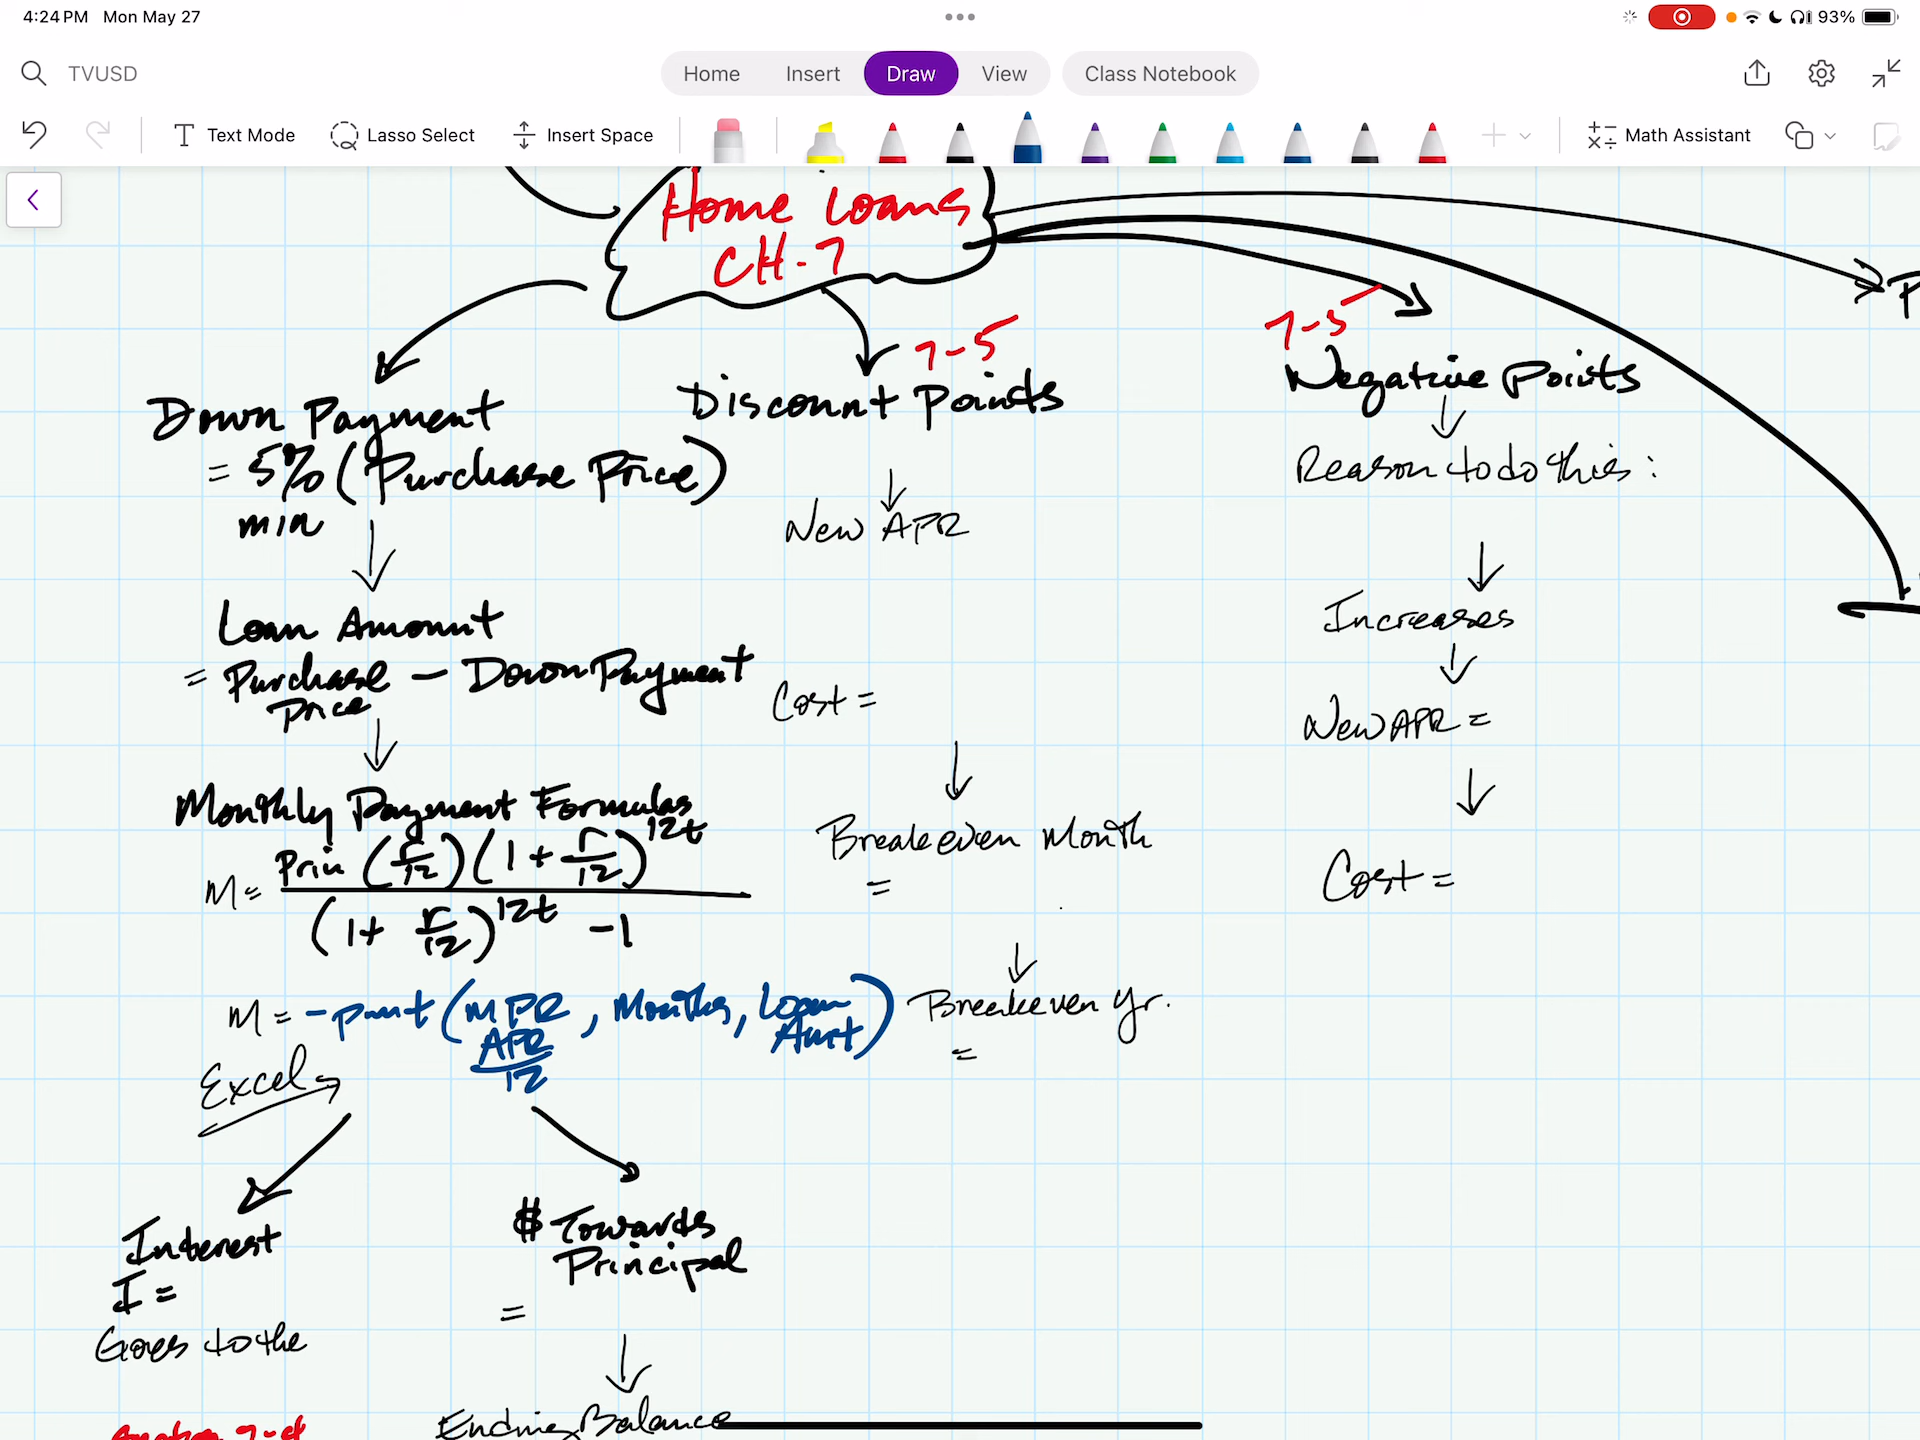 4:24 PM Mon May 27
93%
TVUSD
Home Insert Draw View Class Notebook
Text Mode Lasso Select Insert Space Math Assistant
Home Loans
CH-7
7-5
7-5
Down Payment
= 5% (Purchase Price)
min
Loan Amount
= Purchase Price - Down Payment
Monthly Payment Formulas
M = Prin (r/12)(1 + r/12)^12t
(1 + r/12)^12t - 1
M = -pmt (MPR, Months, Loan Amt)
APR/12
Excel
Interest
I =
Goes to the
$ Towards
Principal
=
Ending Balance
Discount Points
New APR
Cost =
Breakeven Month
=
Breakeven Yr.
=
Negative Points
Reason to do this:
Increases
New APR =
Cost =